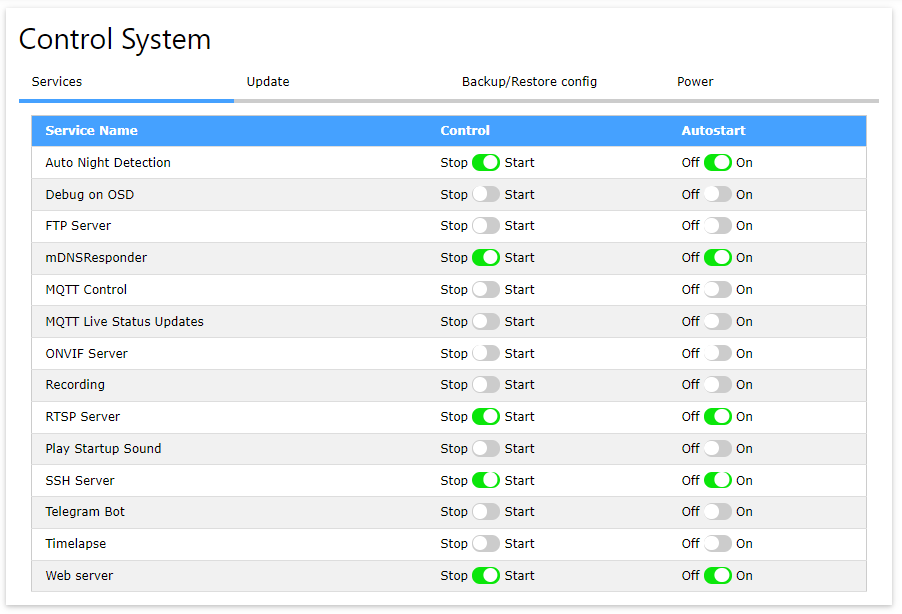 Control System
Services Update Backup/Restore config Power
Service Name Control Autostart
Auto Night Detection Stop Start Off On
Debug on OSD Stop Start Off On
FTP Server Stop Start Off On
mDNSResponder Stop Start Off On
MQTT Control Stop Start Off On
MQTT Live Status Updates Stop Start Off On
ONVIF Server Stop Start Off On
Recording Stop Start Off On
RTSP Server Stop Start Off On
Play Startup Sound Stop Start Off On
SSH Server Stop Start Off On
Telegram Bot Stop Start Off On
Timelapse Stop Start Off On
Web server Stop Start Off On